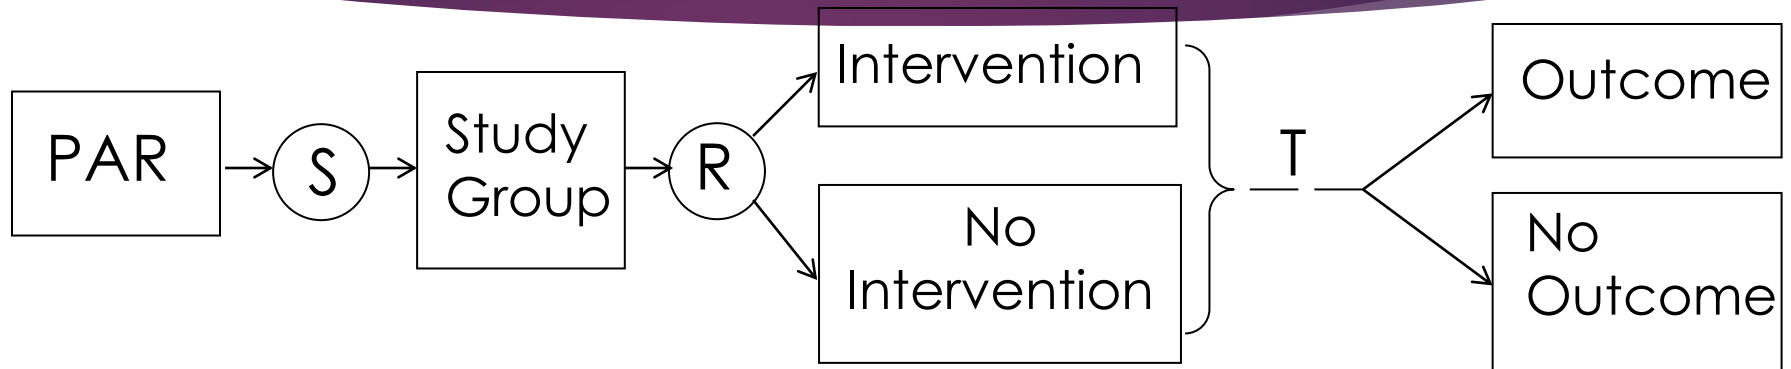 PAR
S
Study
Group
R
Intervention
No
Intervention
T
Outcome
No
Outcome